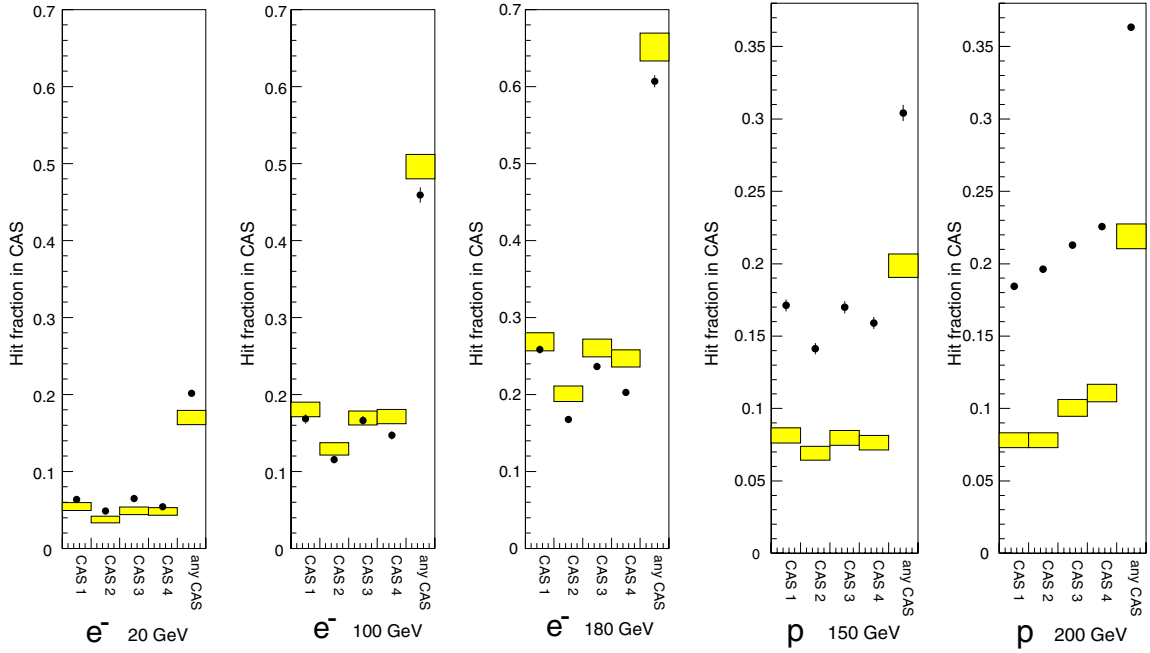 Hit fraction in CAS
0.7
0.6
0.5
0.4
0.3
0.2
0.1
0
CAS 1
CAS 2
CAS 3
CAS 4
any CAS
e- 20 GeV
Hit fraction in CAS
0.7
0.6
0.5
0.4
0.3
0.2
0.1
0
CAS 1
CAS 2
CAS 3
CAS 4
any CAS
e- 100 GeV
Hit fraction in CAS
0.7
0.6
0.5
0.4
0.3
0.2
0.1
0
CAS 1
CAS 2
CAS 3
CAS 4
any CAS
e- 180 GeV
Hit fraction in CAS
0.35
0.3
0.25
0.2
0.15
0.1
0.05
0
CAS 1
CAS 2
CAS 3
CAS 4
any CAS
p 150 GeV
Hit fraction in CAS
0.35
0.3
0.25
0.2
0.15
0.1
0.05
0
CAS 1
CAS 2
CAS 3
CAS 4
any CAS
p 200 GeV